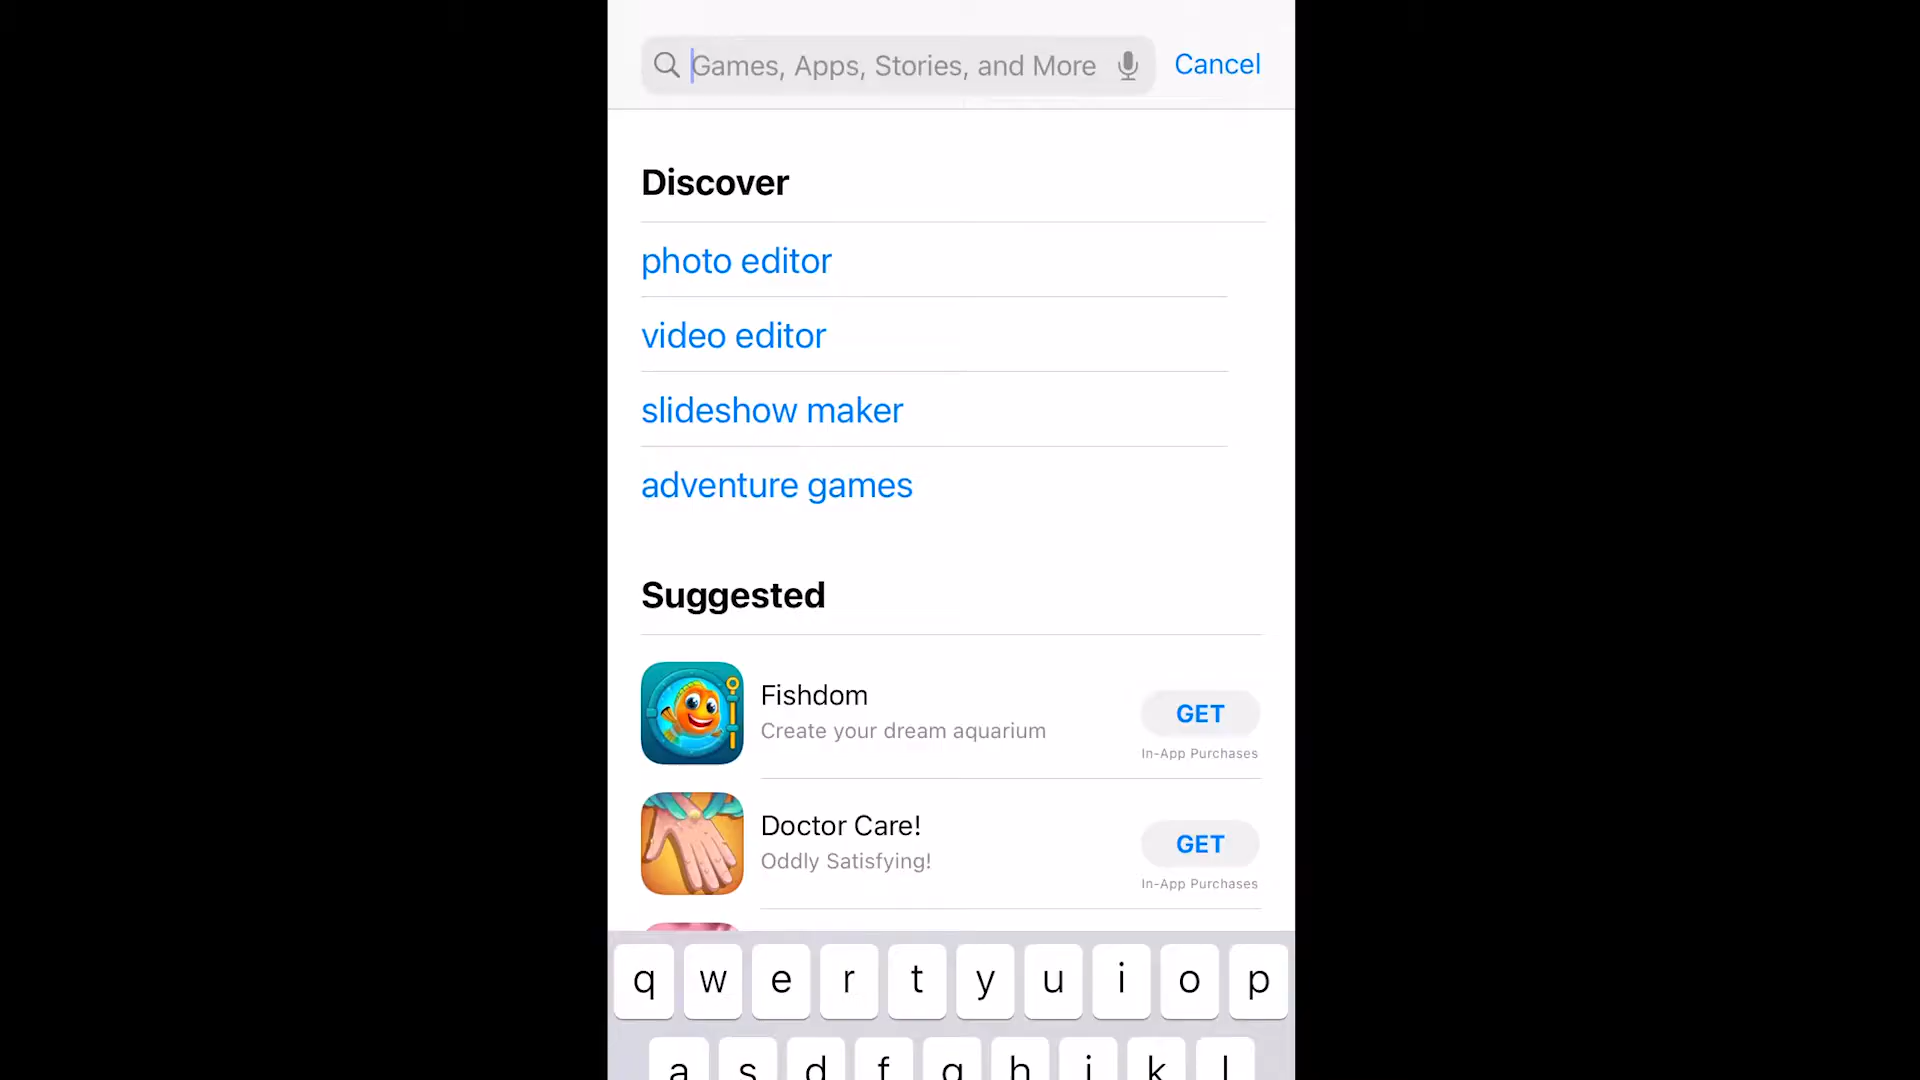 Games, Apps, Stories, and More
Cancel
Discover
photo editor
video editor
slideshow maker
adventure games
Suggested
Fishdom
Create your dream aquarium
GET
In-App Purchases
Doctor Care!
Oddly Satisfying!
GET
In-App Purchases
q w e r t y u i o p
a s d f g h j k l